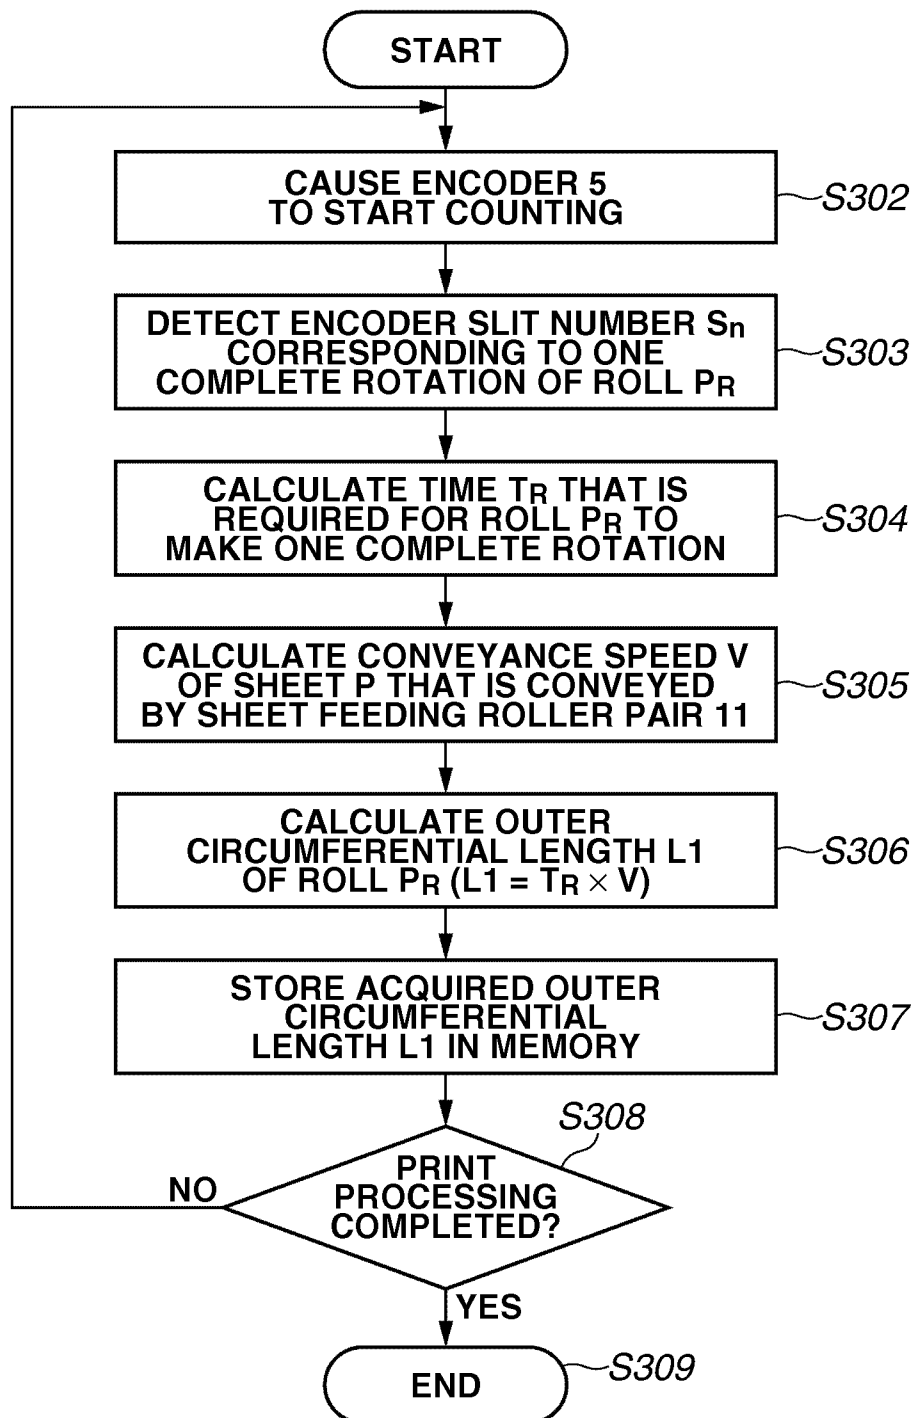 START
CAUSE ENCODER 5
TO START COUNTING
S302
DETECT ENCODER SLIT NUMBER Sn
CORRESPONDING TO ONE
COMPLETE ROTATION OF ROLL PR
S303
CALCULATE TIME TR THAT IS
REQUIRED FOR ROLL PR TO
MAKE ONE COMPLETE ROTATION
S304
CALCULATE CONVEYANCE SPEED V
OF SHEET P THAT IS CONVEYED
BY SHEET FEEDING ROLLER PAIR 11
S305
CALCULATE OUTER
CIRCUMFERENTIAL LENGTH L1
OF ROLL PR (L1 = TR × V)
S306
STORE ACQUIRED OUTER
CIRCUMFERENTIAL
LENGTH L1 IN MEMORY
S307
S308
PRINT
PROCESSING
COMPLETED?
NO
YES
END
S309